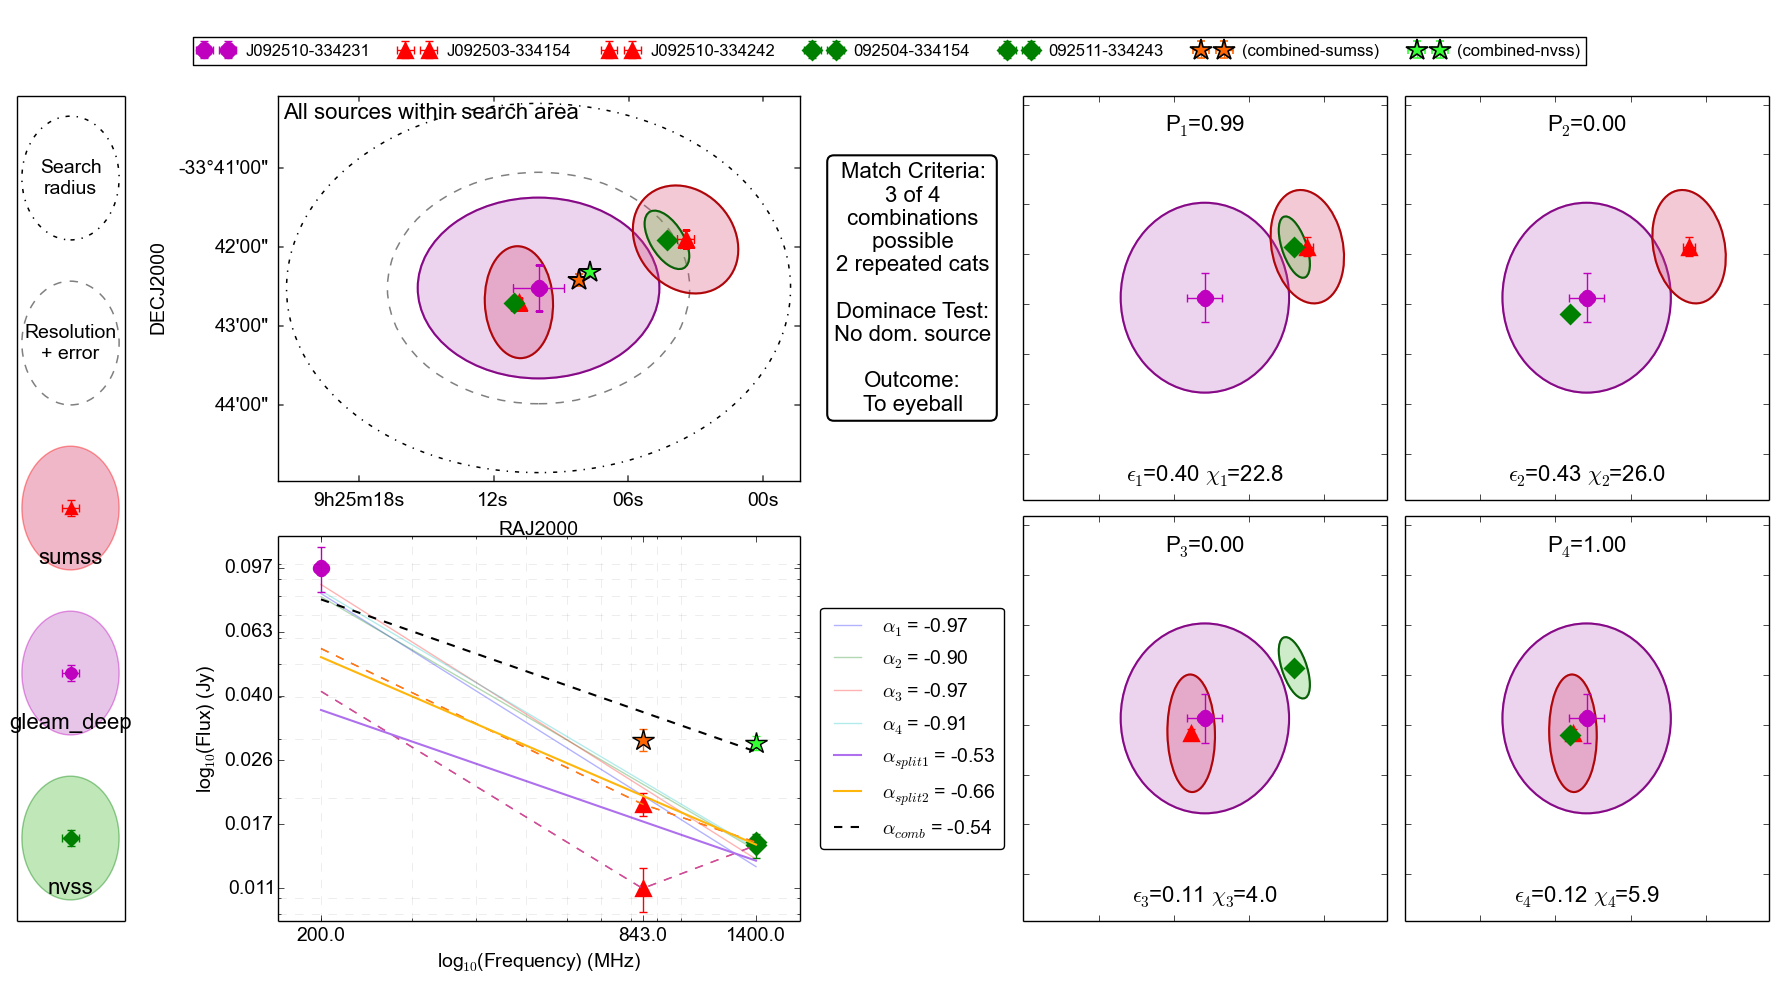 J092510-334231 J092503-334154 J092510-334242 092504-334154 092511-334243 (combined-sumss) (combined-nvss)
Search
radius
Resolution
+ error
sumss
gleam_deep
nvss
All sources within search area
DECJ2000
-33°41'00"
42'00"
43'00"
44'00"
9h25m18s 12s 06s 00s
RAJ2000
Match Criteria:
3 of 4
combinations
possible
2 repeated cats
Dominace Test:
No dom. source
Outcome:
To eyeball
P1=0.99
ϵ1=0.40 χ1=22.8
P2=0.00
ϵ2=0.43 χ2=26.0
log10(Flux) (Jy)
0.097
0.063
0.040
0.026
0.017
0.011
200.0 843.0 1400.0
log10(Frequency) (MHz)
α1 = -0.97
α2 = -0.90
α3 = -0.97
α4 = -0.91
αsplit1 = -0.53
αsplit2 = -0.66
αcomb = -0.54
P3=0.00
ϵ3=0.11 χ3=4.0
P4=1.00
ϵ4=0.12 χ4=5.9